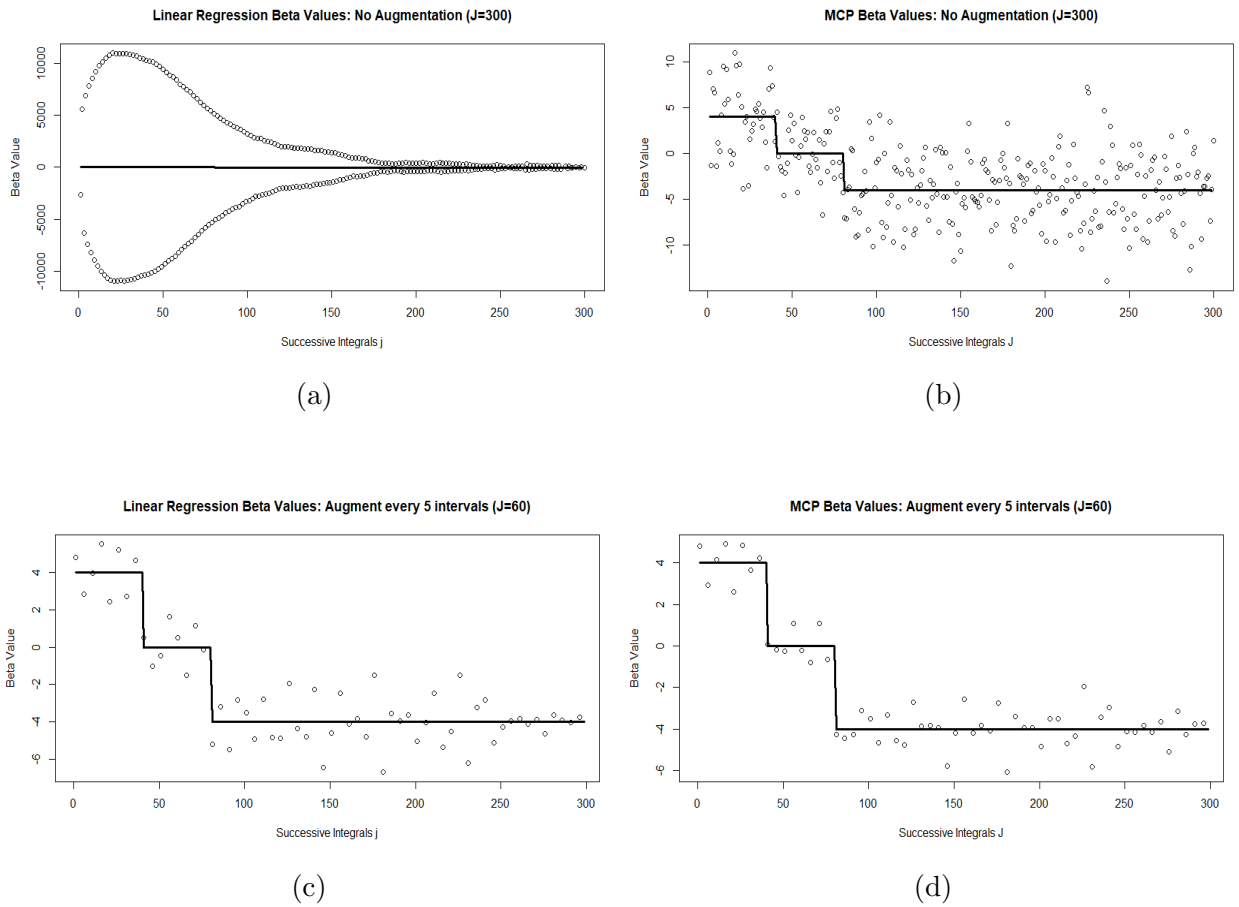 Linear Regression Beta Values: No Augmentation (J=300)
Beta Value
10000
5000
0
-5000
-10000
0 50 100 150 200 250 300
Successive Integrals j
(a)
MCP Beta Values: No Augmentation (J=300)
Beta Value
10
5
0
-5
-10
0 50 100 150 200 250 300
Successive Integrals J
(b)
Linear Regression Beta Values: Augment every 5 intervals (J=60)
Beta Value
4
2
0
-2
-4
-6
0 50 100 150 200 250 300
Successive Integrals j
(c)
MCP Beta Values: Augment every 5 intervals (J=60)
Beta Value
4
2
0
-2
-4
-6
0 50 100 150 200 250 300
Successive Integrals J
(d)